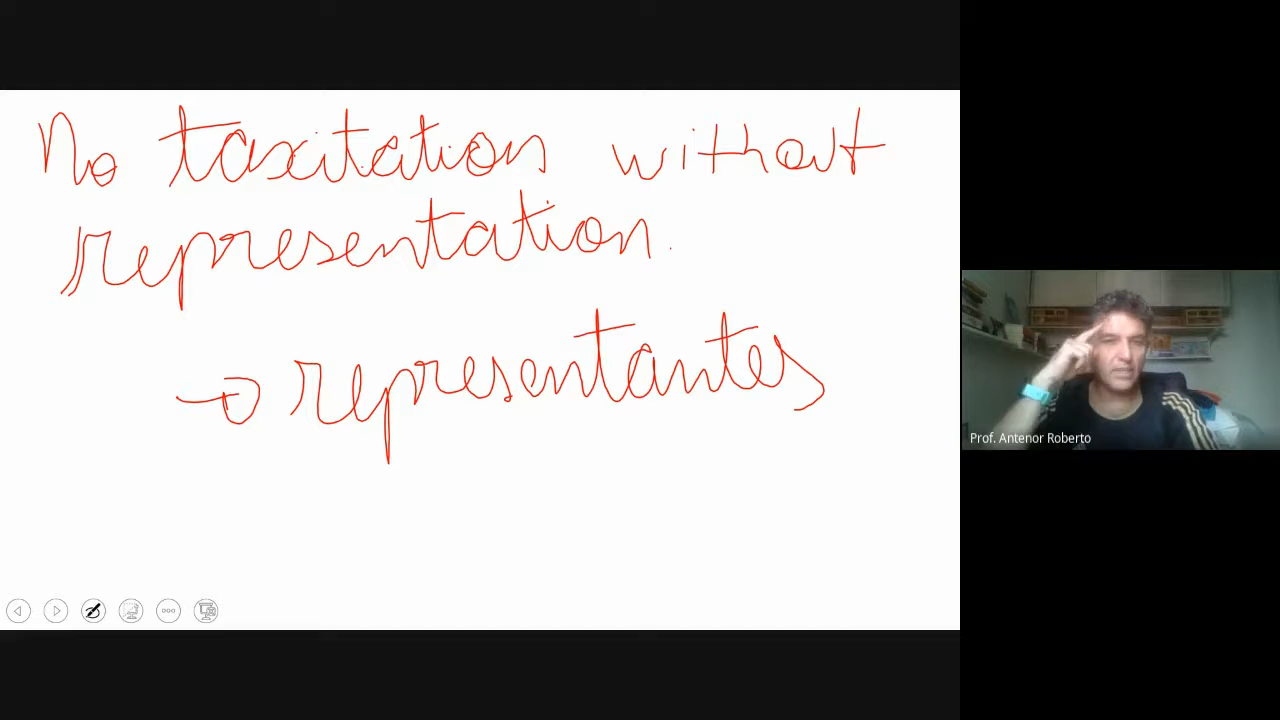 No taxitation without
representation.
→ representantes
Prof. Antenor Roberto